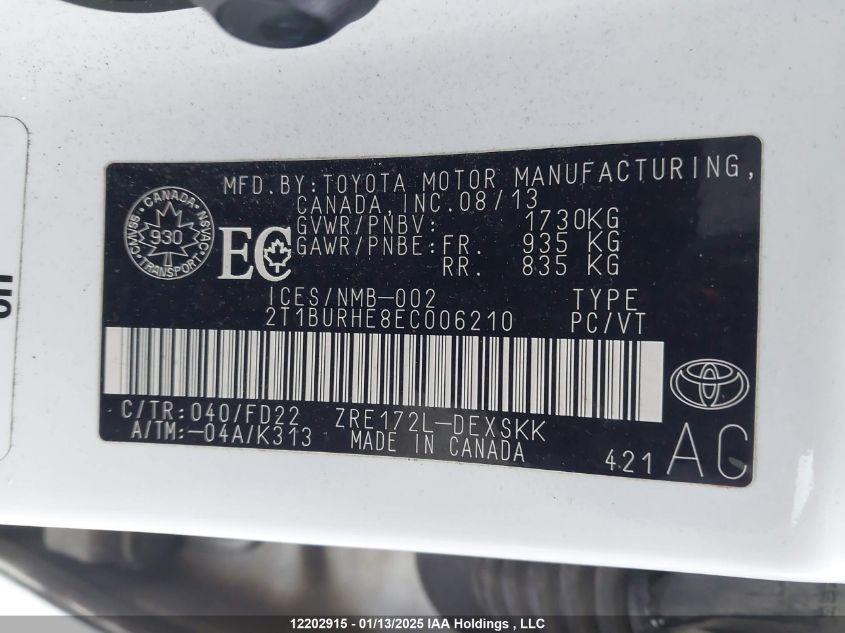 MFD.BY:TOYOTA MOTOR MANUFACTURING,
CANADA,INC.08/13
GVWR/PNBV: 1730KG
GAWR/PNBE: FR. 935 KG
RR. 835 KG
CANADA
CMVSS
NSVAC
930
TRANSPORT
EC
ICES/NMB-002 TYPE
2T1BURHE8EC006210 PC/VT
C/TR:040/FD22 ZRE172L-DEXSKK
A/TM:-04A/K313 MADE IN CANADA
421 AC
12202915 - 01/13/2025 IAA Holdings , LLC